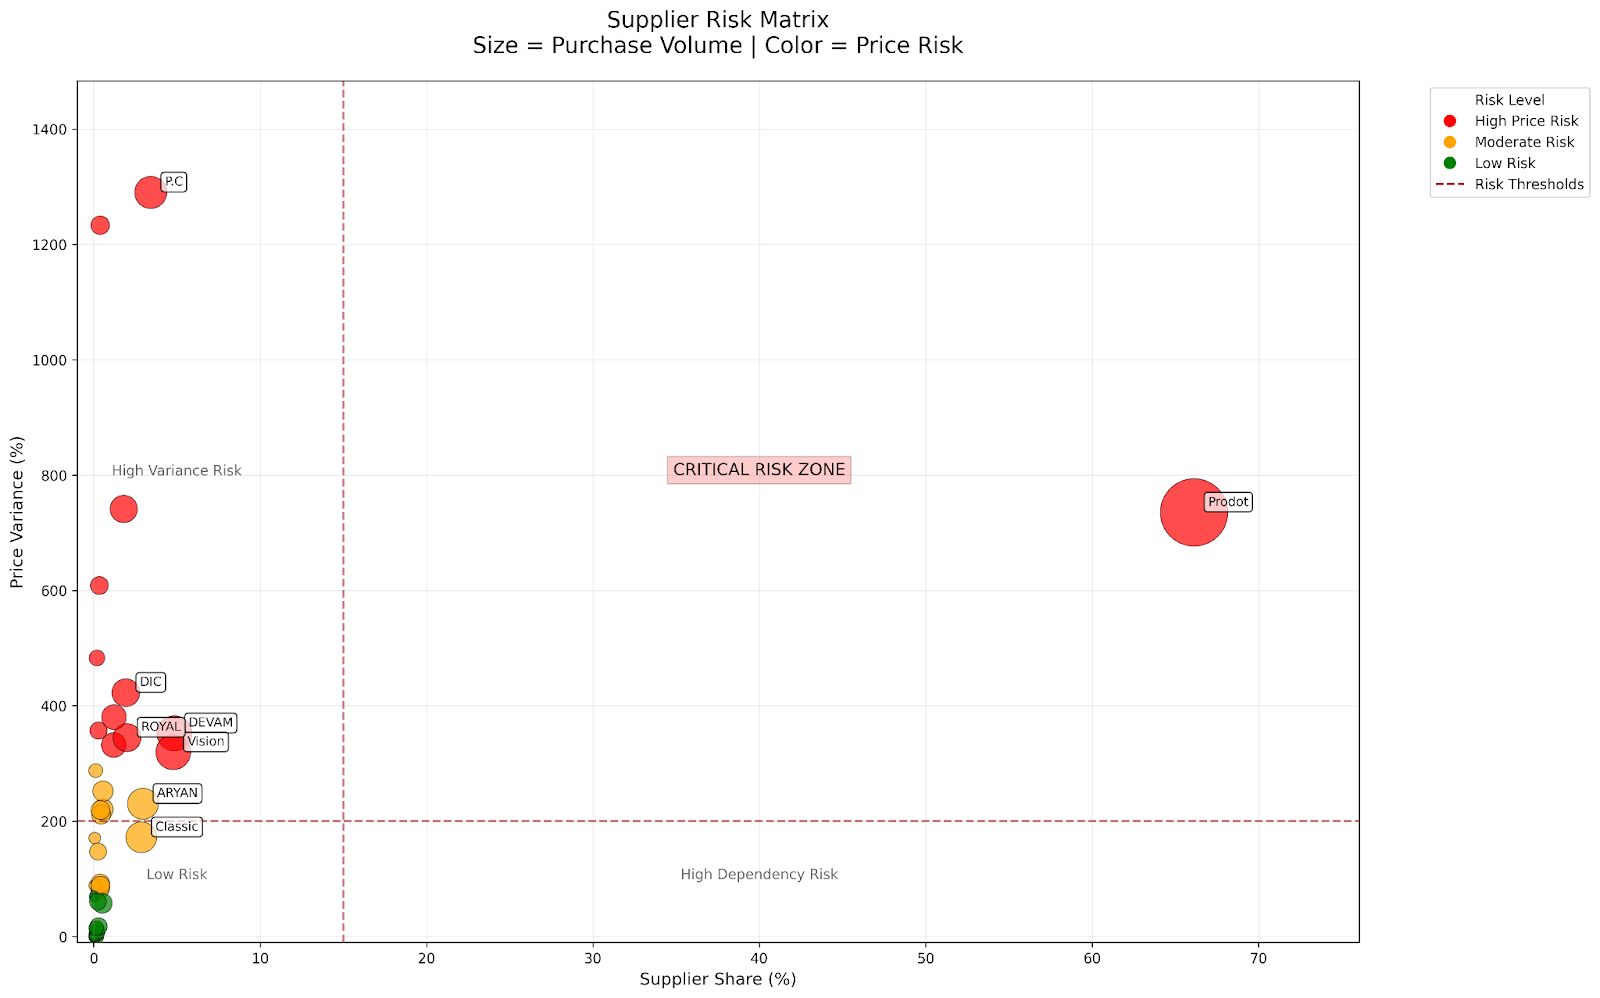 Supplier Risk Matrix
Size = Purchase Volume | Color = Price Risk
Risk Level
High Price Risk
Moderate Risk
Low Risk
Risk Thresholds
Price Variance (%)
1400
1200
1000
800
600
400
200
0
P.C
High Variance Risk
CRITICAL RISK ZONE
Prodot
DIC
ROYAL
DEVAM
Vision
ARYAN
Classic
Low Risk
High Dependency Risk
0 10 20 30 40 50 60 70
Supplier Share (%)